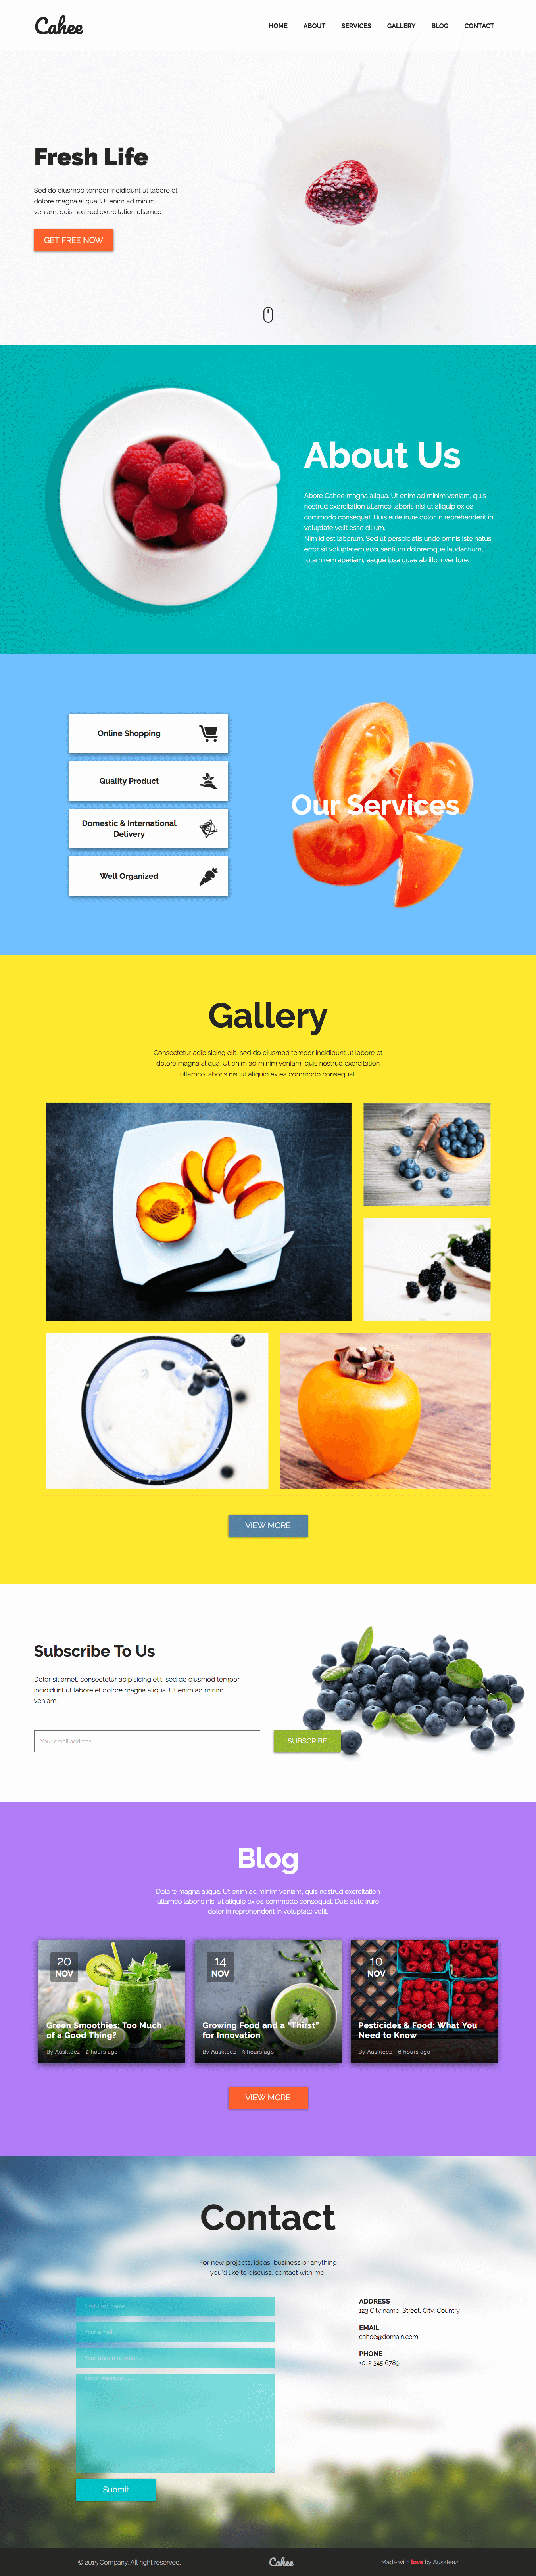 Cahee
HOME ABOUT SERVICES GALLERY BLOG CONTACT
Fresh Life
Sed do eiusmod tempor incididunt ut labore et
dolore magna aliqua. Ut enim ad minim
veniam, quis nostrud exercitation ullamco.
GET FREE NOW
About Us
Abore Cahee magna aliqua. Ut enim ad minim veniam, quis
nostrud exercitation ullamco laboris nisi ut aliquip ex ea
commodo consequat. Duis aute irure dolor in reprehenderit in
voluptate velit esse cillum.
Nim id est laborum. Sed ut perspiciatis unde omnis iste natus
error sit voluptatem accusantium doloremque laudantium,
totam rem aperiam, eaque ipsa quae ab illo inventore.
Online Shopping
Quality Product
Domestic & International
Delivery
Well Organized
Our Services
Gallery
Consectetur adipisicing elit, sed do eiusmod tempor incididunt ut labore et
dolore magna aliqua. Ut enim ad minim veniam, quis nostrud exercitation
ullamco laboris nisi ut aliquip ex ea commodo consequat.
VIEW MORE
Subscribe To Us
Dolor sit amet, consectetur adipisicing elit, sed do eiusmod tempor
incididunt ut labore et dolore magna aliqua. Ut enim ad minim
veniam.
Your email address...
SUBSCRIBE
Blog
Dolore magna aliqua. Ut enim ad minim veniam, quis nostrud exercitation
ullamco laboris nisi ut aliquip ex ea commodo consequat. Duis aute irure
dolor in reprehenderit in voluptate velit.
20
NOV
Green Smoothies: Too Much
of a Good Thing?
By Auskteez - 2 hours ago
14
NOV
Growing Food and a "Thirst"
for Innovation
By Auskteez - 3 hours ago
10
NOV
Pesticides & Food: What You
Need to Know
By Auskteez - 6 hours ago
VIEW MORE
Contact
For new projects, ideas, business or anything
you'd like to discuss, contact with me!
First Last name...
Your email...
Your phone number...
Your message...
Submit
ADDRESS
123 City name, Street, City, Country
EMAIL
cahee@domain.com
PHONE
+012 345 6789
© 2015 Company. All right reserved.
Cahee
Made with love by Auskteez